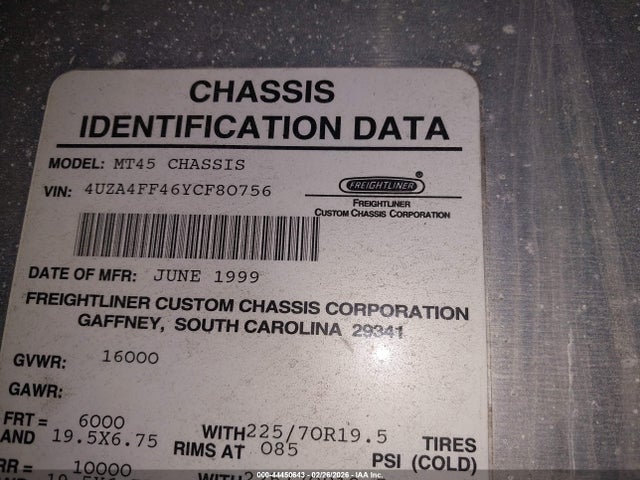 CHASSIS
IDENTIFICATION DATA
MODEL: MT45 CHASSIS
VIN: 4UZA4FF46YCF80756
FREIGHTLINER
FREIGHTLINER
CUSTOM CHASSIS CORPORATION
DATE OF MFR: JUNE 1999
FREIGHTLINER CUSTOM CHASSIS CORPORATION
GAFFNEY, SOUTH CAROLINA 29341
GVWR: 16000
GAWR:
FRT = 6000 WITH 225/70R19.5 TIRES
AND 19.5X6.75 RIMS AT 085 PSI (COLD)
RR = 10000 WITH
000-44450643 - 02/26/2026 - IAA, Inc.